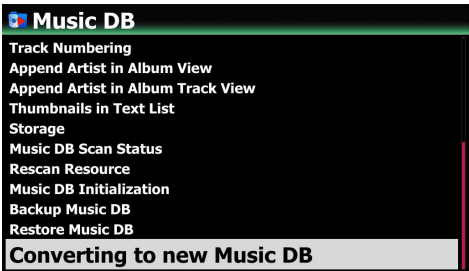 Music DB
Track Numbering
Append Artist in Album View
Append Artist in Album Track View
Thumbnails in Text List
Storage
Music DB Scan Status
Rescan Resource
Music DB Initialization
Backup Music DB
Restore Music DB
Converting to new Music DB